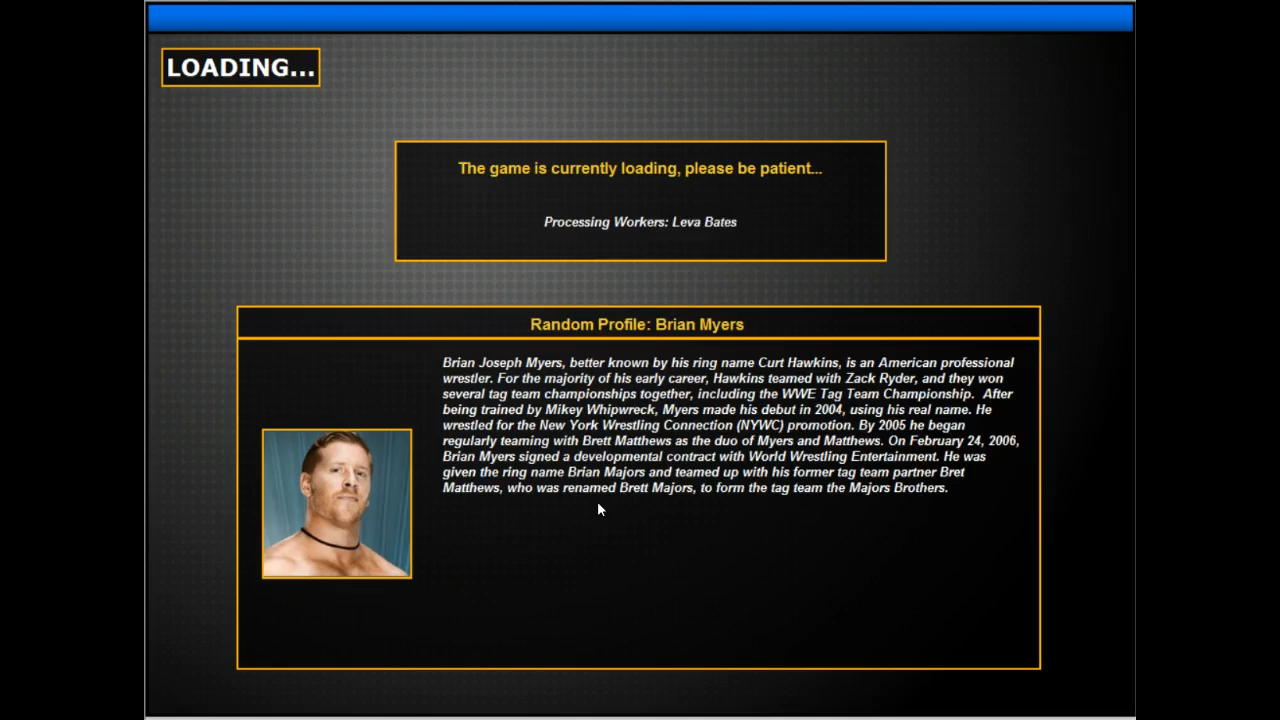 LOADING...
The game is currently loading, please be patient...
Processing Workers: Leva Bates
Random Profile: Brian Myers
Brian Joseph Myers, better known by his ring name Curt Hawkins, is an American professional
wrestler. For the majority of his early career, Hawkins teamed with Zack Ryder, and they won
several tag team championships together, including the WWE Tag Team Championship.  After
being trained by Mikey Whipwreck, Myers made his debut in 2004, using his real name. He
wrestled for the New York Wrestling Connection (NYWC) promotion. By 2005 he began
regularly teaming with Brett Matthews as the duo of Myers and Matthews. On February 24, 2006,
Brian Myers signed a developmental contract with World Wrestling Entertainment. He was
given the ring name Brian Majors and teamed up with his former tag team partner Bret
Matthews, who was renamed Brett Majors, to form the tag team the Majors Brothers.